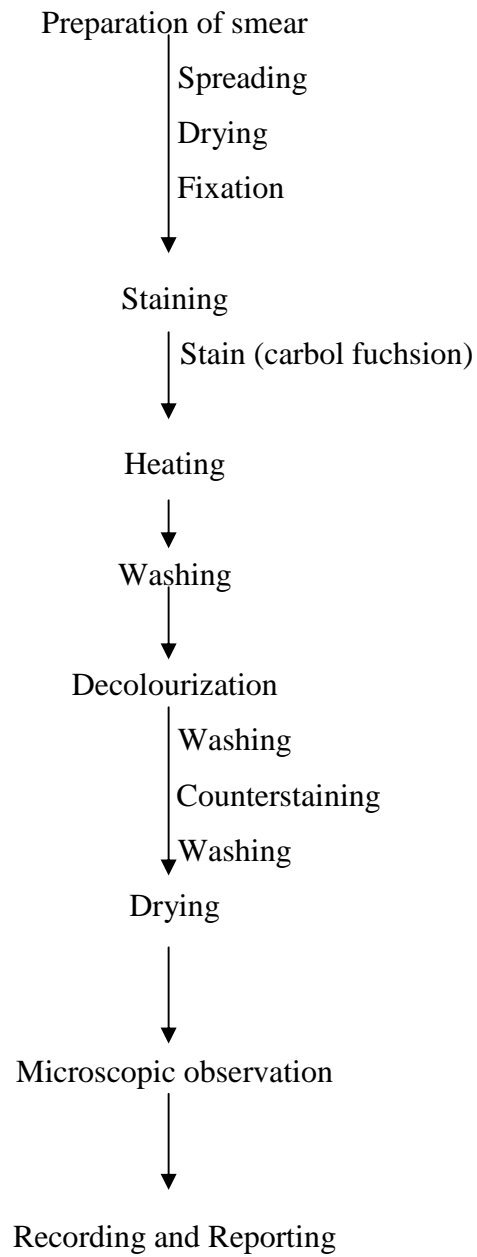 Preparation of smear
Spreading
Drying
Fixation
Staining
Stain (carbol fuchsion)
Heating
Washing
Decolourization
Washing
Counterstaining
Washing
Drying
Microscopic observation
Recording and Reporting